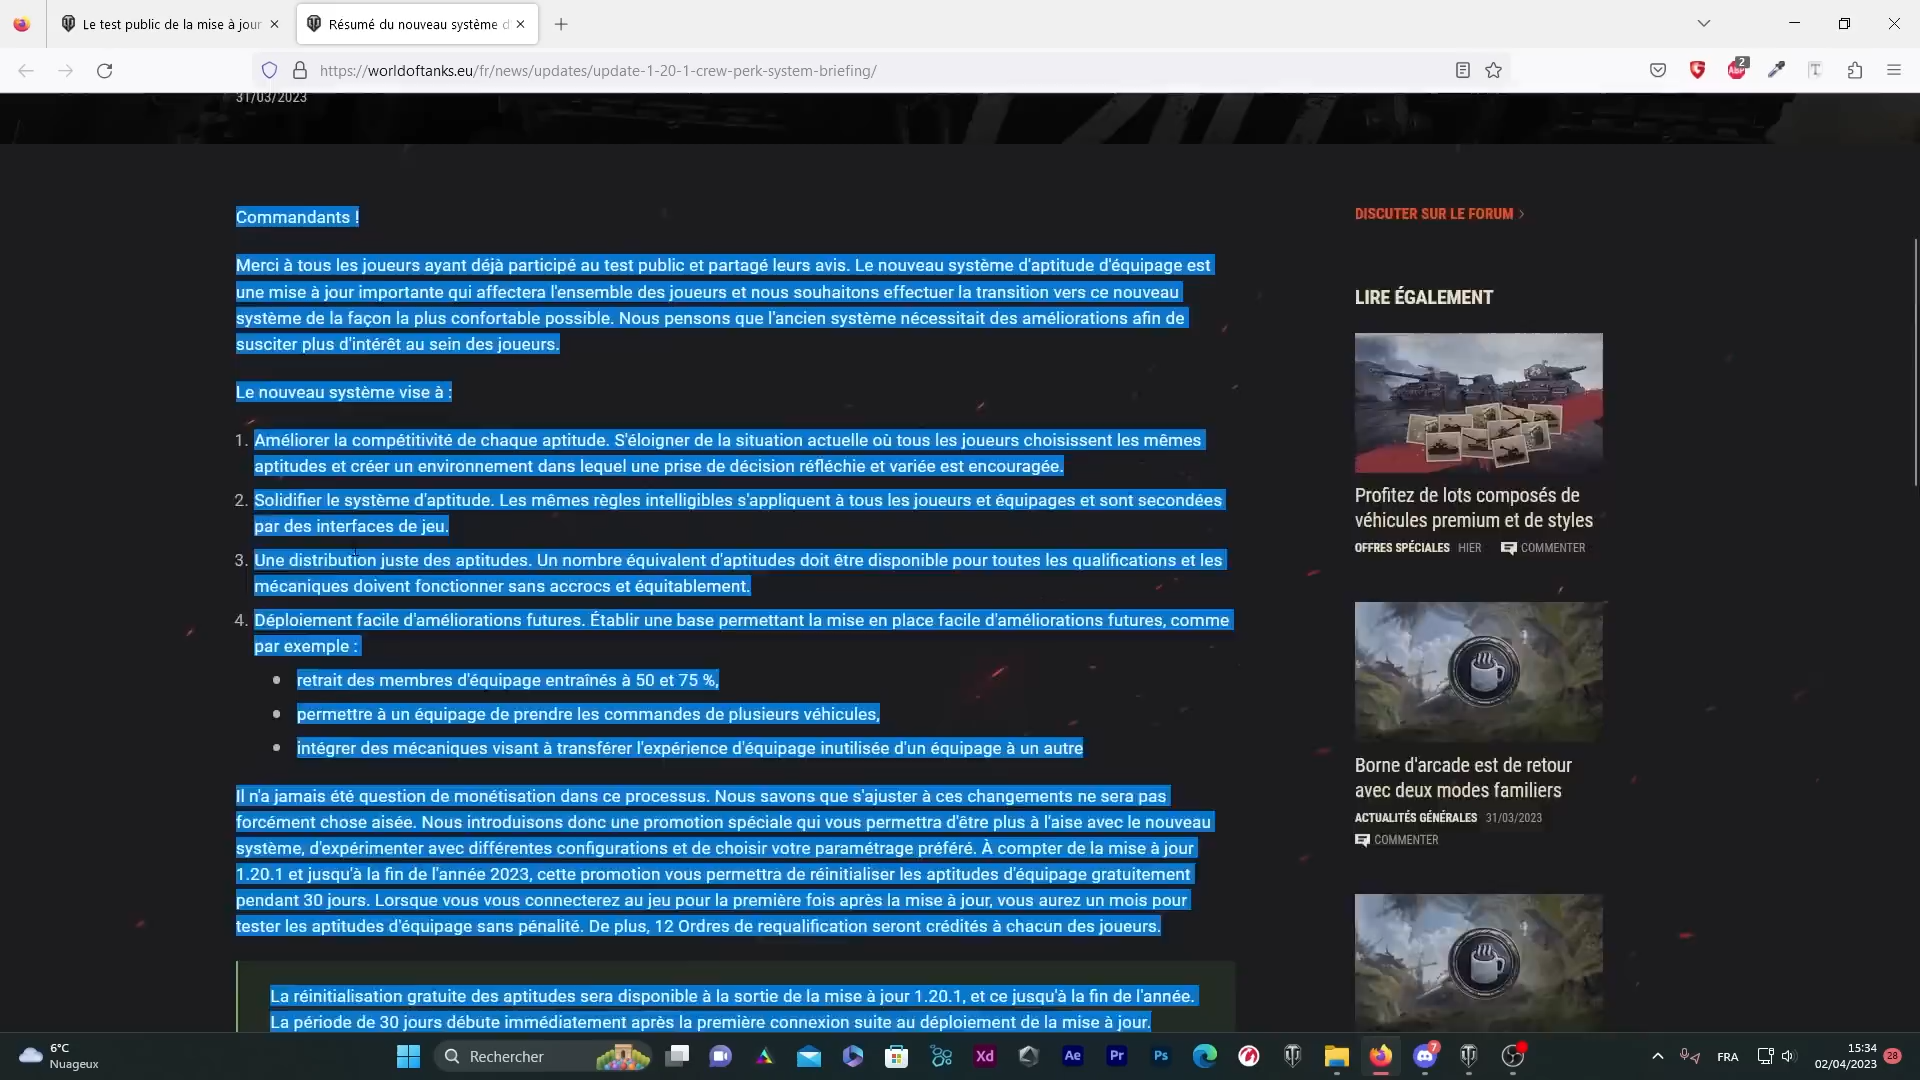 Le test public de la mise à jour
Résumé du nouveau système d
https://worldoftanks.eu/fr/news/updates/update-1-20-1-crew-perk-system-briefing/
2
31/03/2023
Commandants !
Merci à tous les joueurs ayant déjà participé au test public et partagé leurs avis. Le nouveau système d'aptitude d'équipage est
une mise à jour importante qui affectera l'ensemble des joueurs et nous souhaitons effectuer la transition vers ce nouveau
système de la façon la plus confortable possible. Nous pensons que l'ancien système nécessitait des améliorations afin de
susciter plus d'intérêt au sein des joueurs.
Le nouveau système vise à :
1. Améliorer la compétitivité de chaque aptitude. S'éloigner de la situation actuelle où tous les joueurs choisissent les mêmes
aptitudes et créer un environnement dans lequel une prise de décision réfléchie et variée est encouragée.
2. Solidifier le système d'aptitude. Les mêmes règles intelligibles s'appliquent à tous les joueurs et équipages et sont secondées
par des interfaces de jeu.
3. Une distribution juste des aptitudes. Un nombre équivalent d'aptitudes doit être disponible pour toutes les qualifications et les
mécaniques doivent fonctionner sans accrocs et équitablement.
4. Déploiement facile d'améliorations futures. Établir une base permettant la mise en place facile d'améliorations futures, comme
par exemple :
retrait des membres d'équipage entraînés à 50 et 75 %,
permettre à un équipage de prendre les commandes de plusieurs véhicules,
intégrer des mécaniques visant à transférer l'expérience d'équipage inutilisée d'un équipage à un autre
Il n'a jamais été question de monétisation dans ce processus. Nous savons que s'ajuster à ces changements ne sera pas
forcément chose aisée. Nous introduisons donc une promotion spéciale qui vous permettra d'être plus à l'aise avec le nouveau
système, d'expérimenter avec différentes configurations et de choisir votre paramétrage préféré. À compter de la mise à jour
1.20.1 et jusqu'à la fin de l'année 2023, cette promotion vous permettra de réinitialiser les aptitudes d'équipage gratuitement
pendant 30 jours. Lorsque vous vous connecterez au jeu pour la première fois après la mise à jour, vous aurez un mois pour
tester les aptitudes d'équipage sans pénalité. De plus, 12 Ordres de requalification seront crédités à chacun des joueurs.
La réinitialisation gratuite des aptitudes sera disponible à la sortie de la mise à jour 1.20.1, et ce jusqu'à la fin de l'année.
La période de 30 jours débute immédiatement après la première connexion suite au déploiement de la mise à jour.
DISCUTER SUR LE FORUM
LIRE ÉGALEMENT
Profitez de lots composés de
véhicules premium et de styles
OFFRES SPÉCIALES HIER COMMENTER
Borne d'arcade est de retour
avec deux modes familiers
ACTUALITÉS GÉNÉRALES 31/03/2023
COMMENTER
6°C
Nuageux
Rechercher
Xd
Ae
Pr
Ps
7
FRA
15:34
02/04/2023
28